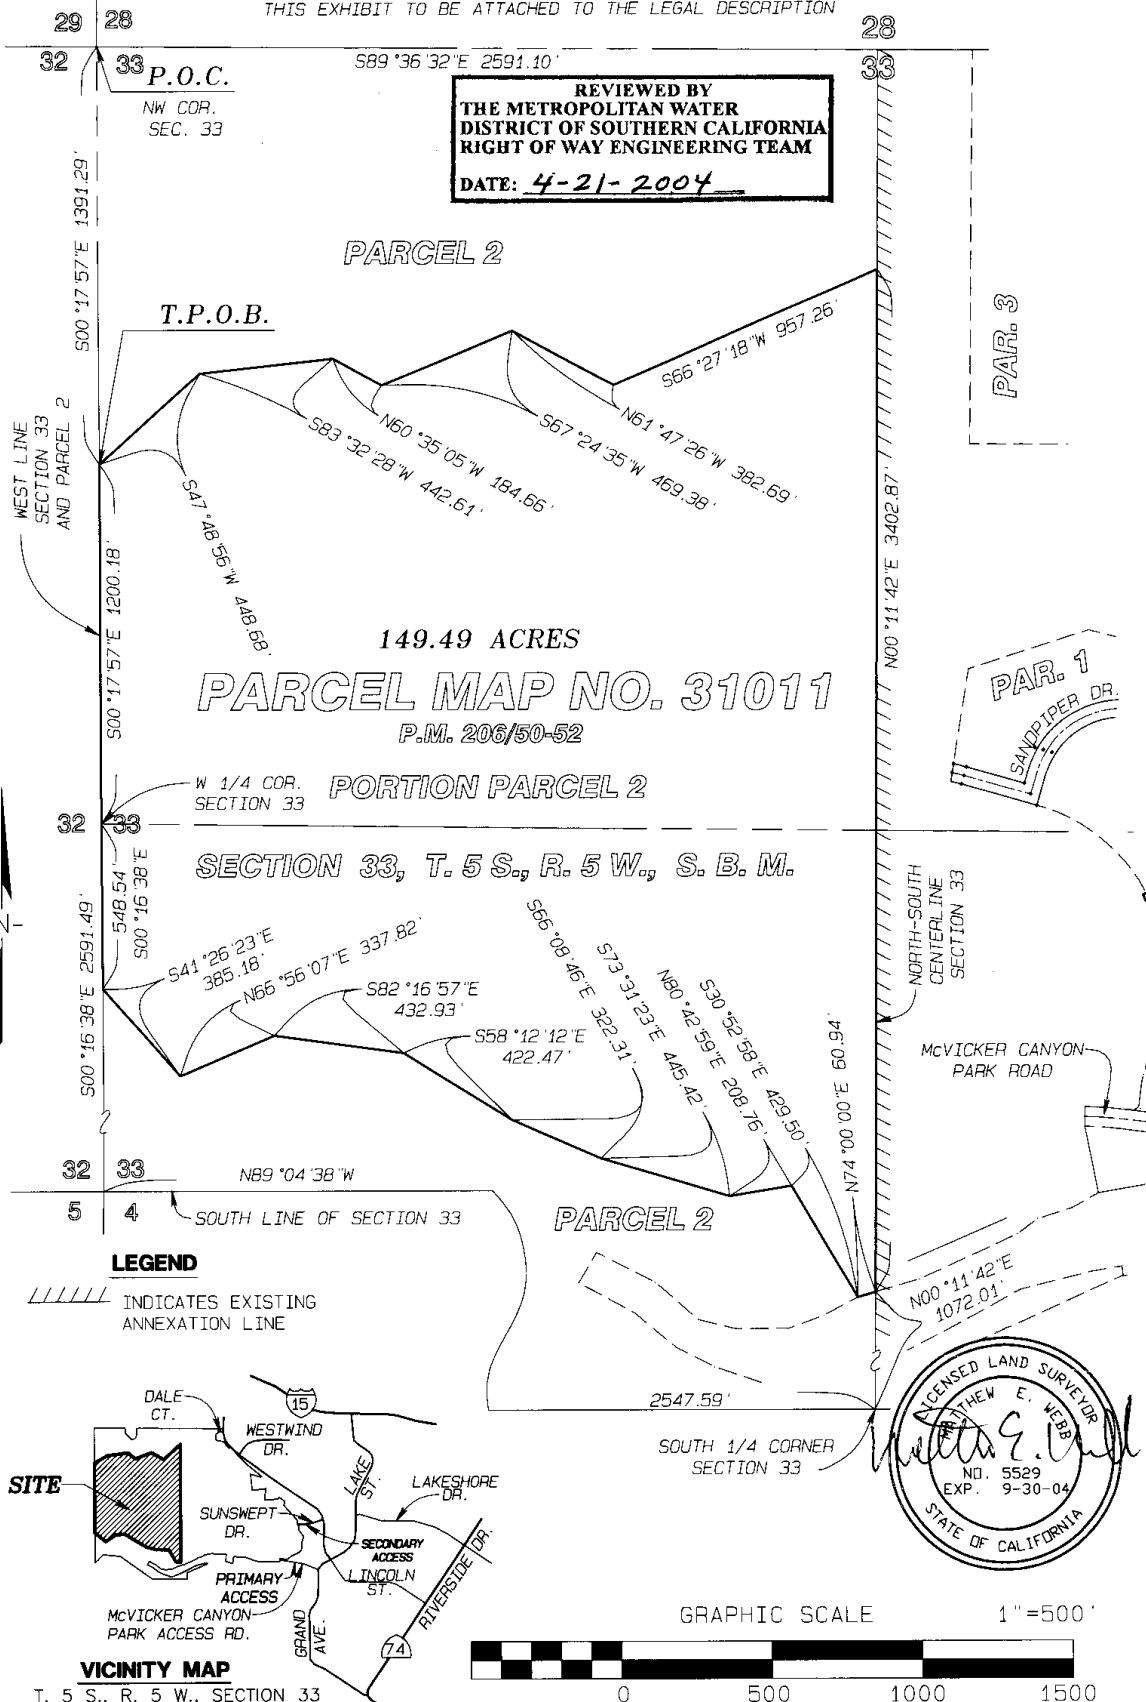 THIS EXHIBIT TO BE ATTACHED TO THE LEGAL DESCRIPTION
29 28
32 33
28
33
P.O.C.
NW COR.
SEC. 33
S89°36'32"E 2591.10'
REVIEWED BY
THE METROPOLITAN WATER
DISTRICT OF SOUTHERN CALIFORNIA
RIGHT OF WAY ENGINEERING TEAM
DATE: 4-21-2004
S00°17'57"E 1391.29'
PARCEL 2
T.P.O.B.
PAR. 3
S66°27'18"W 957.26'
N61°47'26"W 382.69'
S67°24'35"W 469.38'
N60°35'05"W 184.66'
S83°32'28"W 442.61'
S47°48'56"W 448.68'
WEST LINE
SECTION 33
AND PARCEL 2
N00°11'42"E 3402.87'
S00°17'57"E 1200.18'
149.49 ACRES
PARCEL MAP NO. 31011
P.M. 206/50-52
PAR. 1
SANDPIPER DR.
W 1/4 COR.
SECTION 33
PORTION PARCEL 2
32 33
SECTION 33, T. 5 S., R. 5 W., S. B. M.
548.54'
S00°16'38"E
S00°16'38"E 2591.49'
S41°26'23"E
385.18'
N66°56'07"E 337.82'
S82°16'57"E
432.93'
S58°12'12"E
422.47'
S66°08'46"E 322.31'
S73°31'23"E 445.42'
N80°42'59"E 208.76'
S30°52'58"E 429.50'
N74°00'00"E 60.94'
NORTH-SOUTH
CENTERLINE
SECTION 33
McVICKER CANYON
PARK ROAD
32 33
5 4
N89°04'38"W
SOUTH LINE OF SECTION 33
PARCEL 2
LEGEND
INDICATES EXISTING
ANNEXATION LINE
N00°11'42"E
1072.01'
2547.59'
SOUTH 1/4 CORNER
SECTION 33
LICENSED LAND SURVEYOR
MATTHEW E. WEBB
NO. 5529
EXP. 9-30-04
STATE OF CALIFORNIA
DALE
CT.
15
WESTWIND
DR.
LAKE
ST.
LAKESHORE
DR.
SITE
SUNSWEPT
DR.
SECONDARY
ACCESS
PRIMARY
ACCESS
LINCOLN
ST.
McVICKER CANYON
PARK ACCESS RD.
GRAND
AVE.
RIVERSIDE DR.
74
VICINITY MAP
T. 5 S., R. 5 W., SECTION 33
GRAPHIC SCALE 1"=500'
0 500 1000 1500